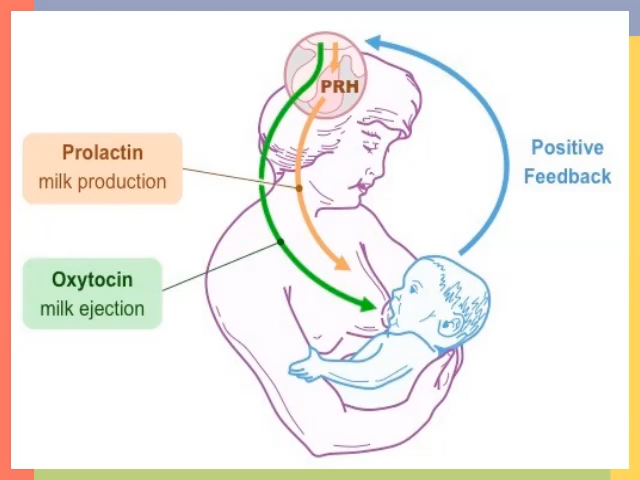 PRH
Prolactin
milk production
Positive
Feedback
Oxytocin
milk ejection